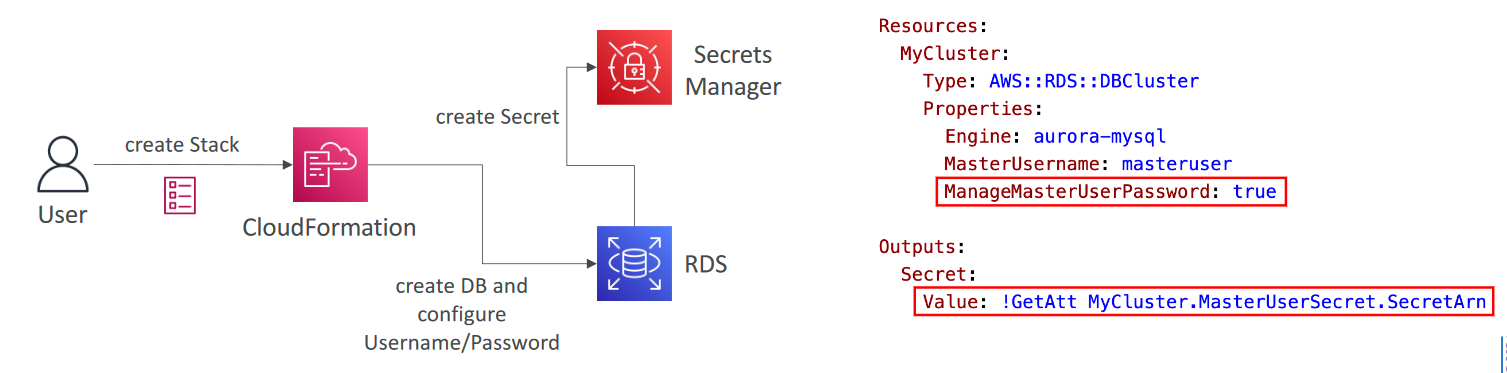 create Stack
User
CloudFormation
create Secret
Secrets
Manager
create DB and
configure
Username/Password
RDS
Resources:
  MyCluster:
    Type: AWS::RDS::DBCluster
    Properties:
      Engine: aurora-mysql
      MasterUsername: masteruser
      ManageMasterUserPassword: true
Outputs:
  Secret:
    Value: !GetAtt MyCluster.MasterUserSecret.SecretArn